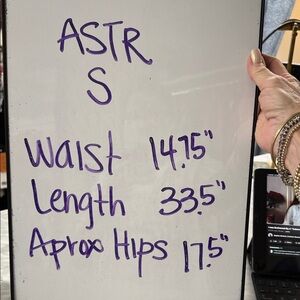 ASTR
S
Waist 14.75"
Length 33.5"
Aprox Hips 17.5"